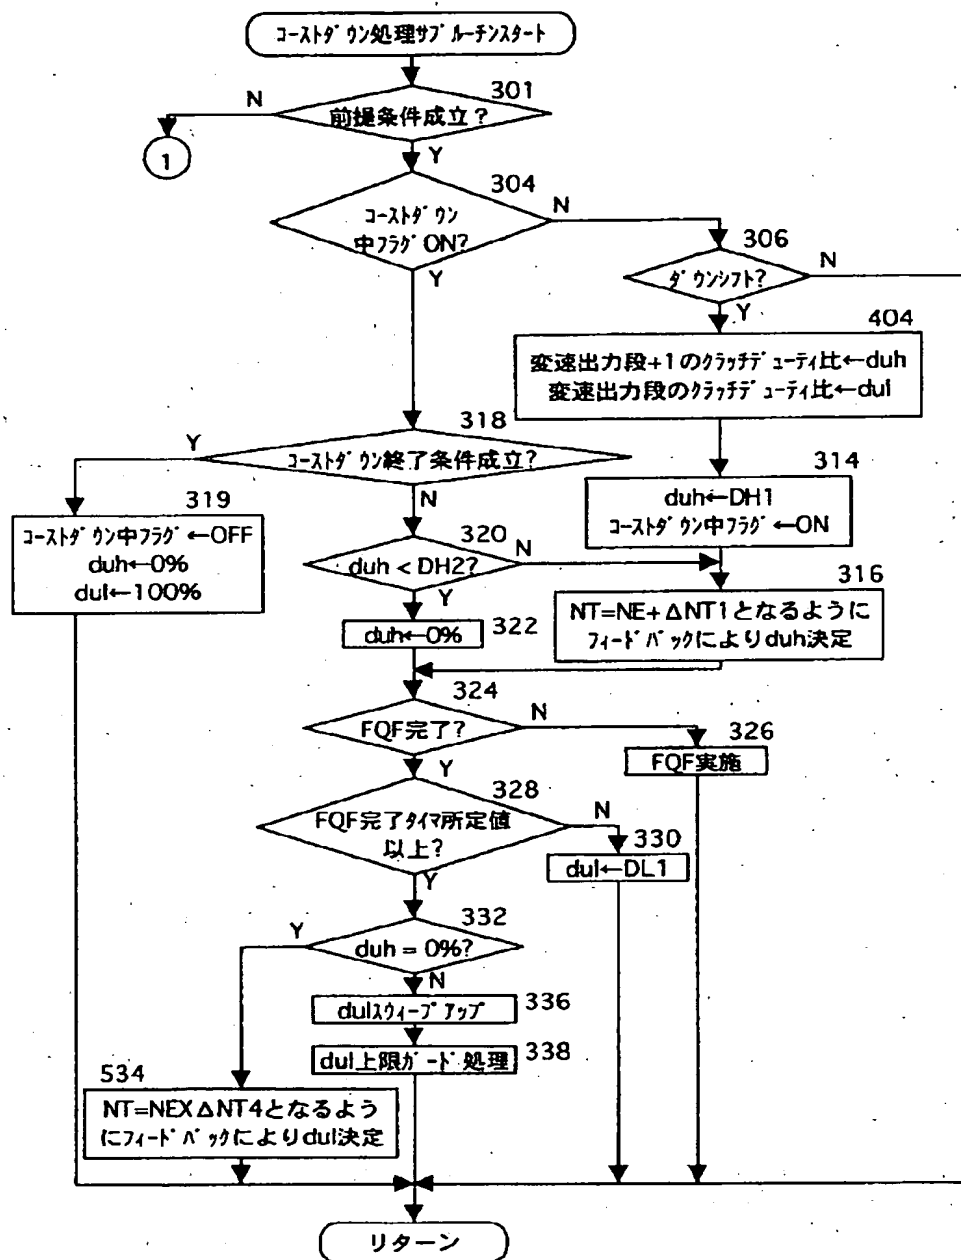 コーストダウン処理サブルーチンスタート
301
N
前提条件成立？
1
Y
304
コーストダウン
中フラグON?
N
Y
306
ダウンシフト?
N
Y
404
変速出力段+1のクラッチデューティ比←duh
変速出力段のクラッチデューティ比←dul
318
Y
コーストダウン終了条件成立?
N
314
duh←DH1
コーストダウン中フラグ←ON
319
コーストダウン中フラグ←OFF
duh←0%
dul←100%
320
duh < DH2?
N
Y
316
NT=NE+ΔNT1となるように
フィードバックによりduh決定
duh←0%
322
324
FQF完了?
N
Y
326
FQF実施
328
FQF完了タイマ所定値
以上?
N
Y
330
dul←DL1
332
Y
duh = 0%?
N
dulスウィープアップ
336
dul上限ガード処理
338
534
NT=NEXΔNT4となるよう
にフィードバックによりdul決定
リターン